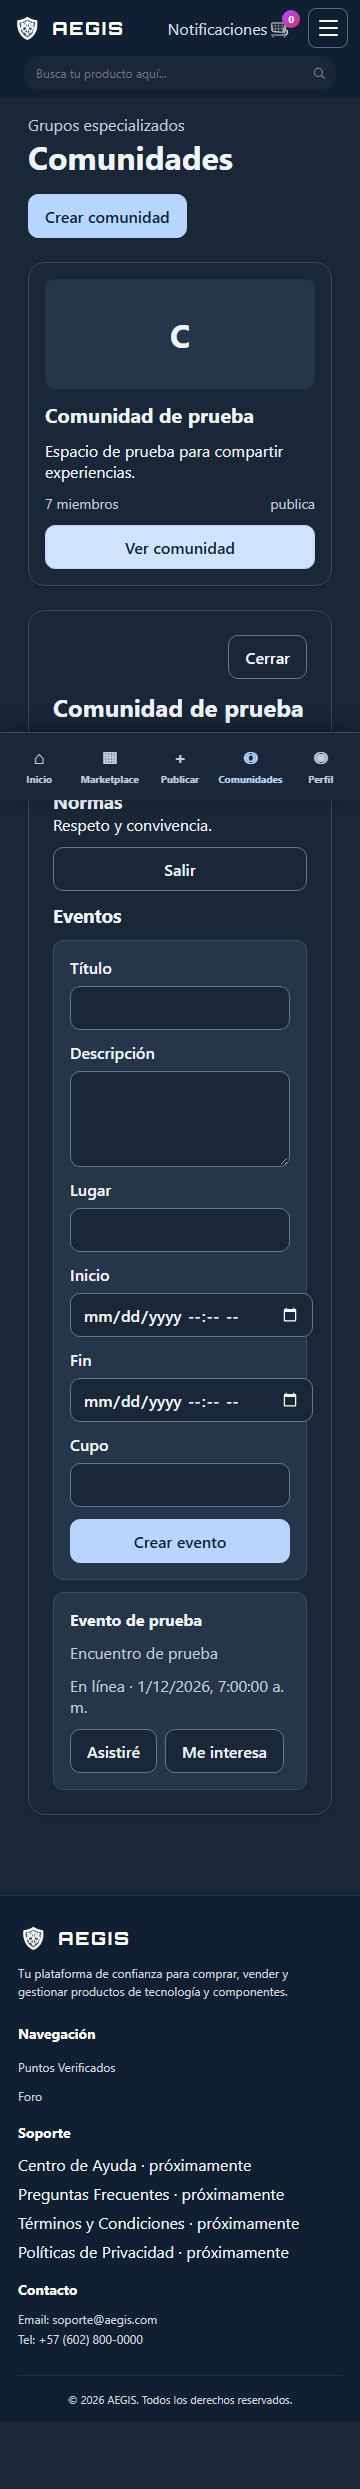 AEGIS
Notificaciones
0
Busca tu producto aquí...
Grupos especializados
Comunidades
Crear comunidad
C
Comunidad de prueba
Espacio de prueba para compartir
experiencias.
7 miembros publica
Ver comunidad
Cerrar
Comunidad de prueba
Inicio Marketplace Publicar Comunidades Perfil
Normas
Respeto y convivencia.
Salir
Eventos
Título
Descripción
Lugar
Inicio
mm/dd/yyyy --:-- --
Fin
mm/dd/yyyy --:-- --
Cupo
Crear evento
Evento de prueba
Encuentro de prueba
En línea · 1/12/2026, 7:00:00 a.
m.
Asistiré Me interesa
AEGIS
Tu plataforma de confianza para comprar, vender y
gestionar productos de tecnología y componentes.
Navegación
Puntos Verificados
Foro
Soporte
Centro de Ayuda · próximamente
Preguntas Frecuentes · próximamente
Términos y Condiciones · próximamente
Políticas de Privacidad · próximamente
Contacto
Email: soporte@aegis.com
Tel: +57 (602) 800-0000
© 2026 AEGIS. Todos los derechos reservados.